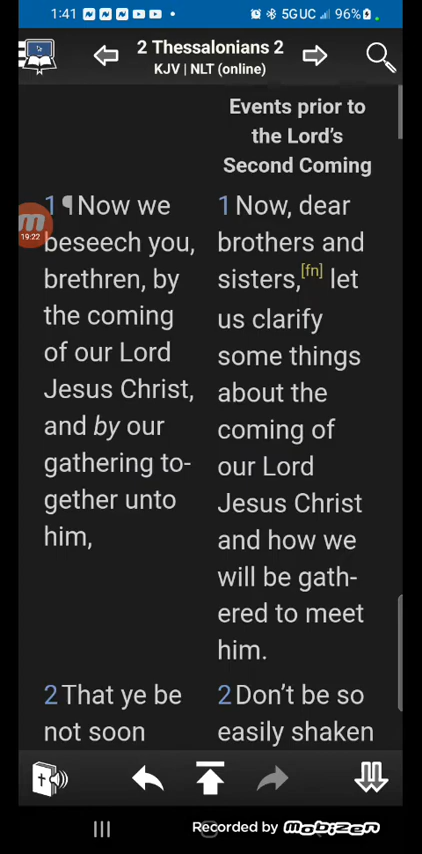 1:41 5GUC 96%
2 Thessalonians 2
KJV | NLT (online)
Events prior to
the Lord's
Second Coming
1 ¶Now we
beseech you,
brethren, by
the coming
of our Lord
Jesus Christ,
and by our
gathering to-
gether unto
him,
1 Now, dear
brothers and
sisters,[fn] let
us clarify
some things
about the
coming of
our Lord
Jesus Christ
and how we
will be gath-
ered to meet
him.
2 That ye be
not soon
2 Don't be so
easily shaken
m
19:22
Recorded by mobizen